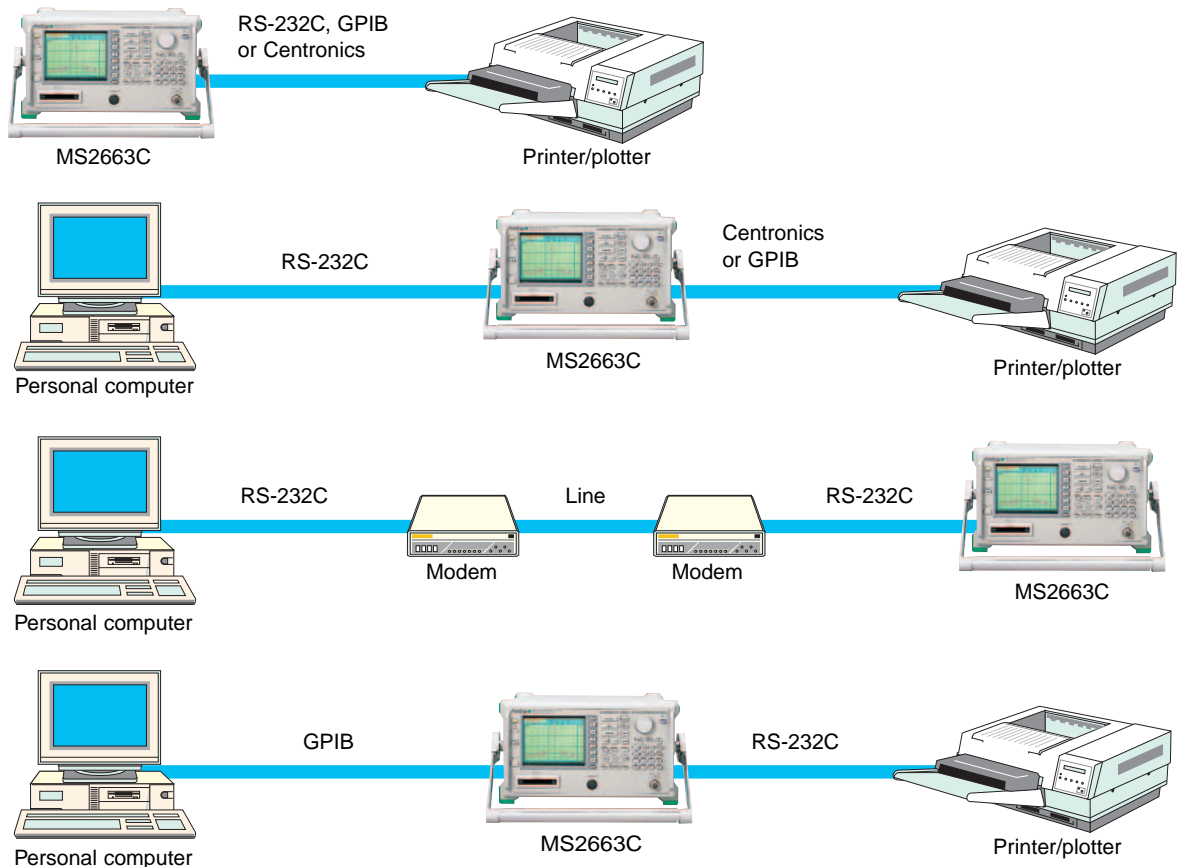 RS-232C, GPIB
or Centronics
MS2663C
Printer/plotter
RS-232C
Centronics
or GPIB
Personal computer
MS2663C
Printer/plotter
RS-232C
Line
RS-232C
Modem
Modem
MS2663C
Personal computer
GPIB
RS-232C
MS2663C
Personal computer
Printer/plotter